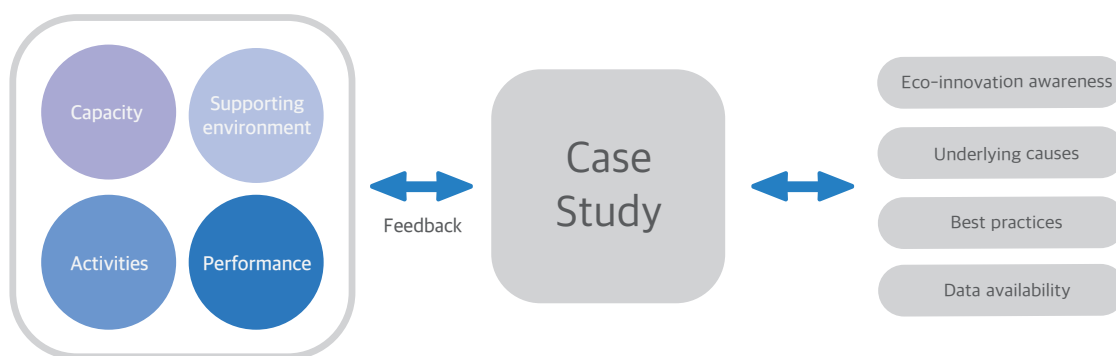 Capacity
Supporting
environment
Activities
Performance
Feedback
Case
Study
Eco-innovation awareness
Underlying causes
Best practices
Data availability